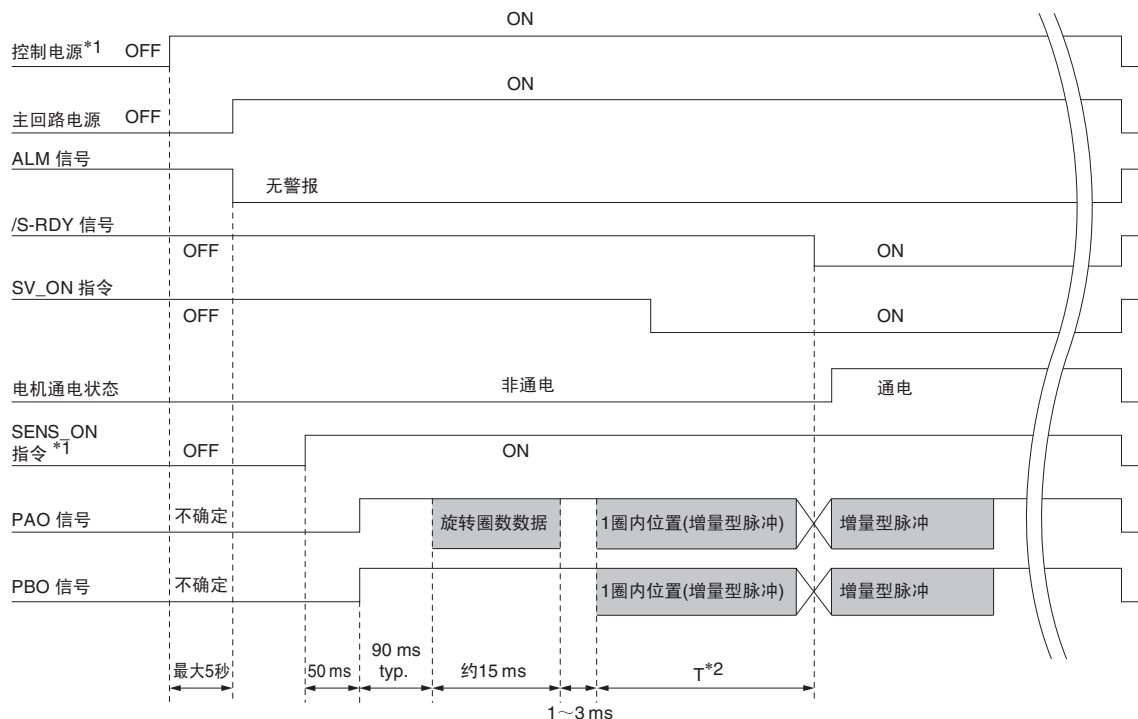 ON
控制电源*1 OFF
ON
主回路电源 OFF
ALM 信号
无警报
/S-RDY 信号
OFF ON
SV_ON 指令
OFF ON
电机通电状态 非通电 通电
SENS_ON
指令 *1 OFF ON
PAO 信号 不确定 旋转圈数数据 1圈内位置(增量型脉冲) 增量型脉冲
PBO 信号 不确定 1圈内位置(增量型脉冲) 增量型脉冲
90 ms
typ.
最大5秒 50 ms 约15 ms T*2
1～3 ms